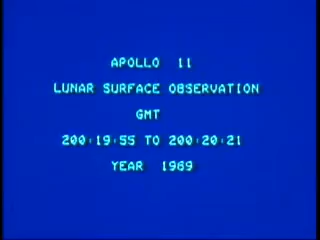 APOLLO 11
LUNAR SURFACE OBSERVATION
GMT
200:19:55 TO 200:20:21
YEAR 1969